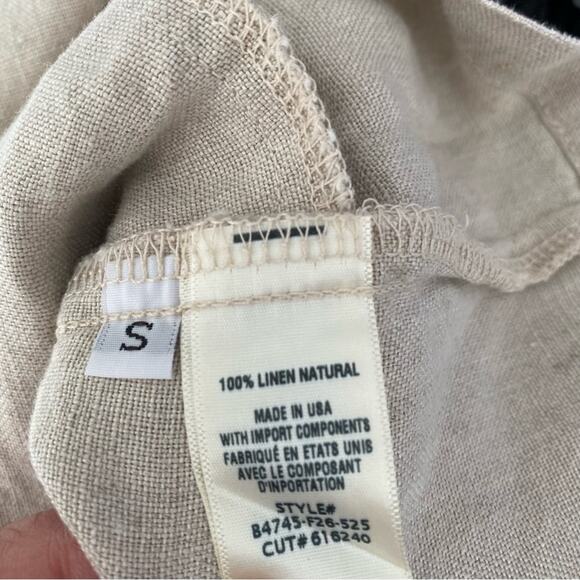 S
100% LINEN NATURAL
MADE IN USA
WITH IMPORT COMPONENTS
FABRIQUÉ EN ETATS UNIS
AVEC LE COMPOSANT
D'INPORTATION
STYLE#
B4745-F26-525
CUT# 616240